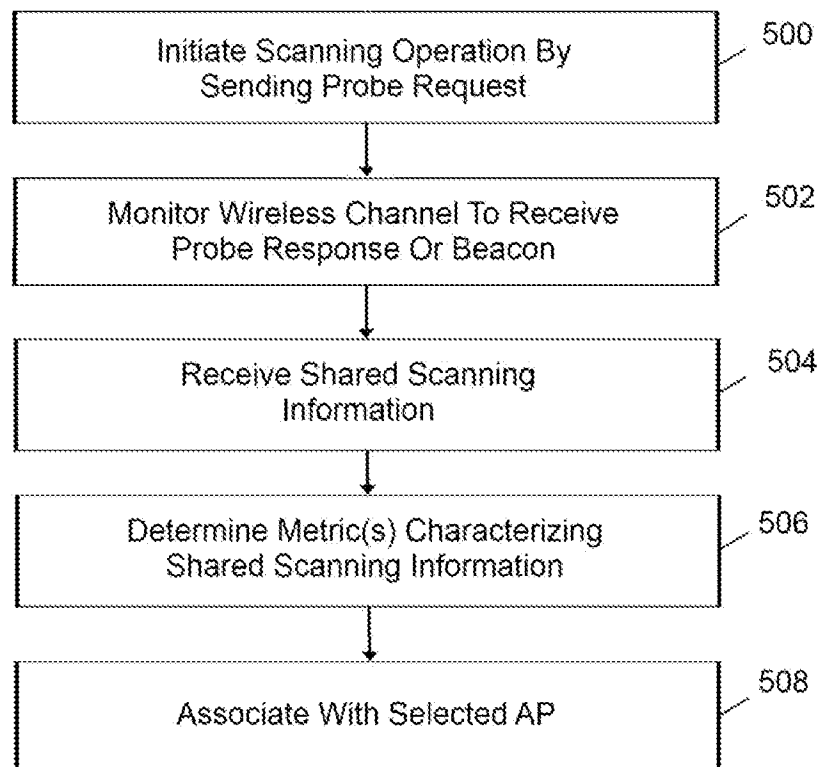 Initiate Scanning Operation By
Sending Probe Request
500
Monitor Wireless Channel To Receive
Probe Response Or Beacon
502
Receive Shared Scanning
Information
504
Determine Metric(s) Characterizing
Shared Scanning Information
506
Associate With Selected AP
508